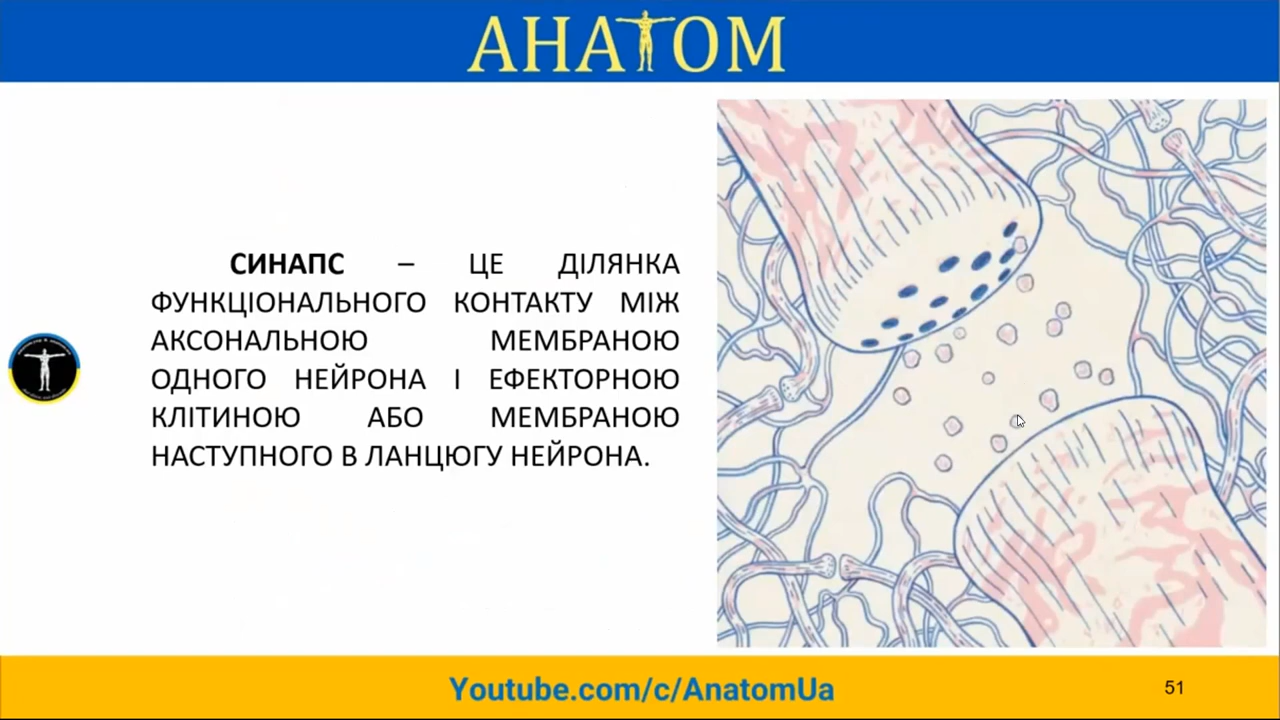 АНАТОМ
СИНАПС – ЦЕ ДІЛЯНКА
ФУНКЦІОНАЛЬНОГО КОНТАКТУ МІЖ
АКСОНАЛЬНОЮ МЕМБРАНОЮ
ОДНОГО НЕЙРОНА І ЕФЕКТОРНОЮ
КЛІТИНОЮ АБО МЕМБРАНОЮ
НАСТУПНОГО В ЛАНЦЮГУ НЕЙРОНА.
Youtube.com/c/AnatomUa
51